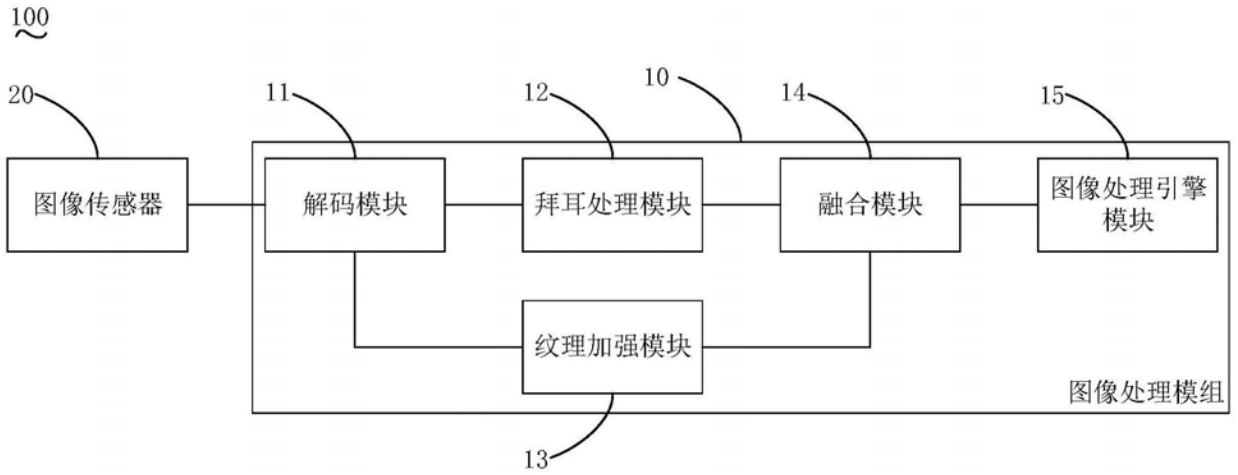 100
20
11
12
10
14
15
图像传感器
解码模块
拜耳处理模块
融合模块
图像处理引擎
模块
纹理加强模块
图像处理模组
13